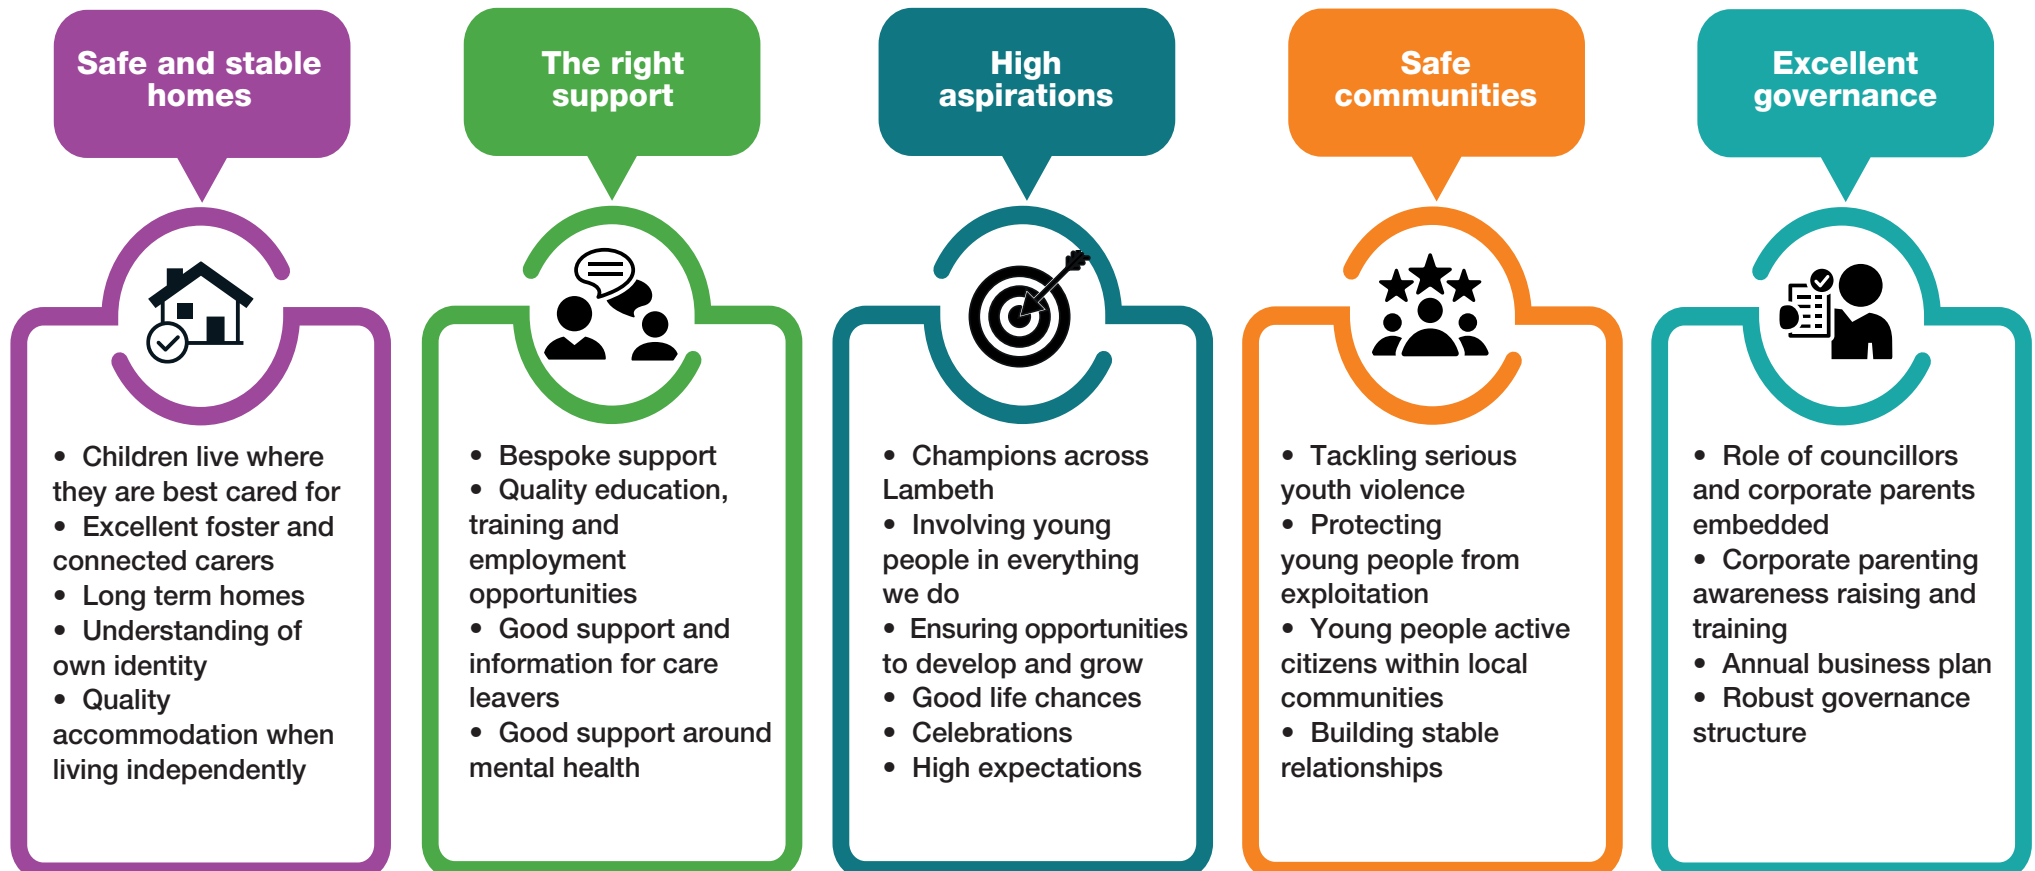 Safe and stable
homes
• Children live where
they are best cared for
• Excellent foster and
connected carers
• Long term homes
• Understanding of
own identity
• Quality
accommodation when
living independently
The right
support
• Bespoke support
• Quality education,
training and
employment
opportunities
• Good support and
information for care
leavers
• Good support around
mental health
High
aspirations
• Champions across
Lambeth
• Involving young
people in everything
we do
• Ensuring opportunities
to develop and grow
• Good life chances
• Celebrations
• High expectations
Safe
communities
• Tackling serious
youth violence
• Protecting
young people from
exploitation
• Young people active
citizens within local
communities
• Building stable
relationships
Excellent
governance
• Role of councillors
and corporate parents
embedded
• Corporate parenting
awareness raising and
training
• Annual business plan
• Robust governance
structure